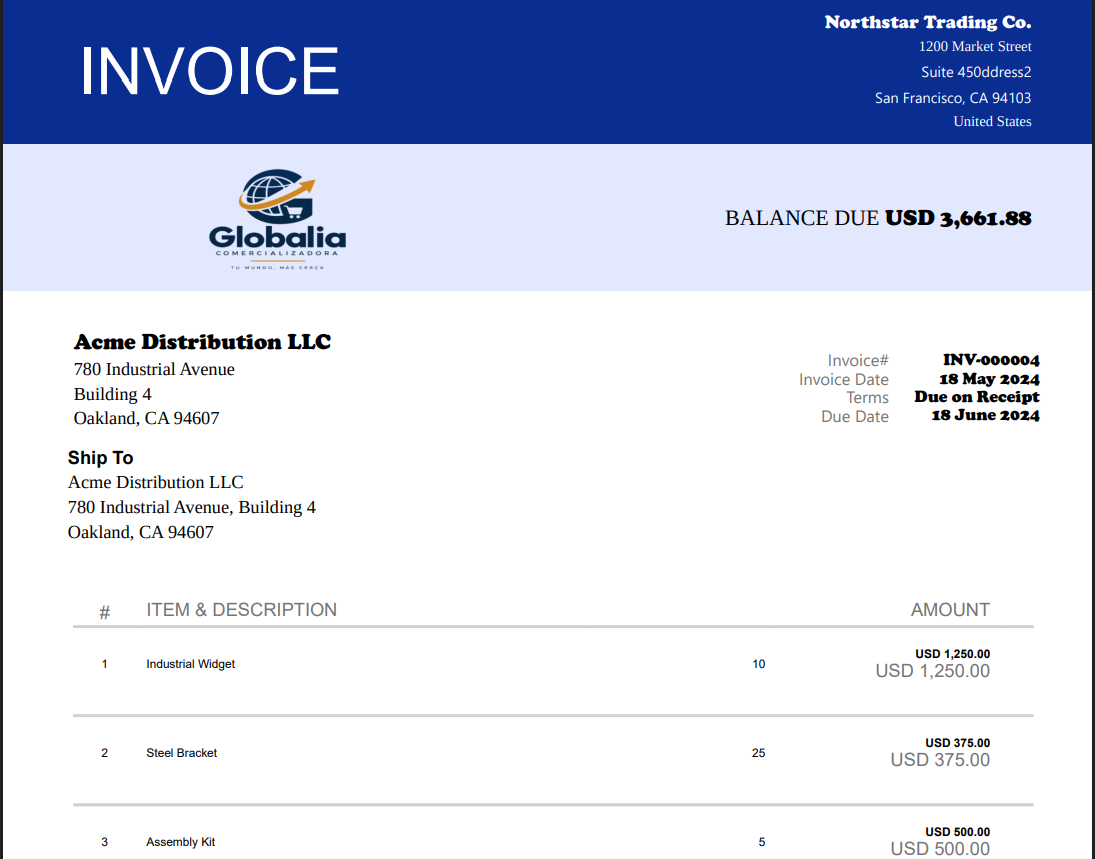 INVOICE
Northstar Trading Co.
1200 Market Street
Suite 450ddress2
San Francisco, CA 94103
United States
Globalia
COMERCIALIZADORA
TU MUNDO, MÁS CERCA
BALANCE DUE USD 3,661.88
Acme Distribution LLC
780 Industrial Avenue
Building 4
Oakland, CA 94607
Invoice# INV-000004
Invoice Date 18 May 2024
Terms Due on Receipt
Due Date 18 June 2024
Ship To
Acme Distribution LLC
780 Industrial Avenue, Building 4
Oakland, CA 94607
# ITEM & DESCRIPTION AMOUNT
1 Industrial Widget 10 USD 1,250.00
USD 1,250.00
2 Steel Bracket 25 USD 375.00
USD 375.00
3 Assembly Kit 5 USD 500.00
USD 500.00